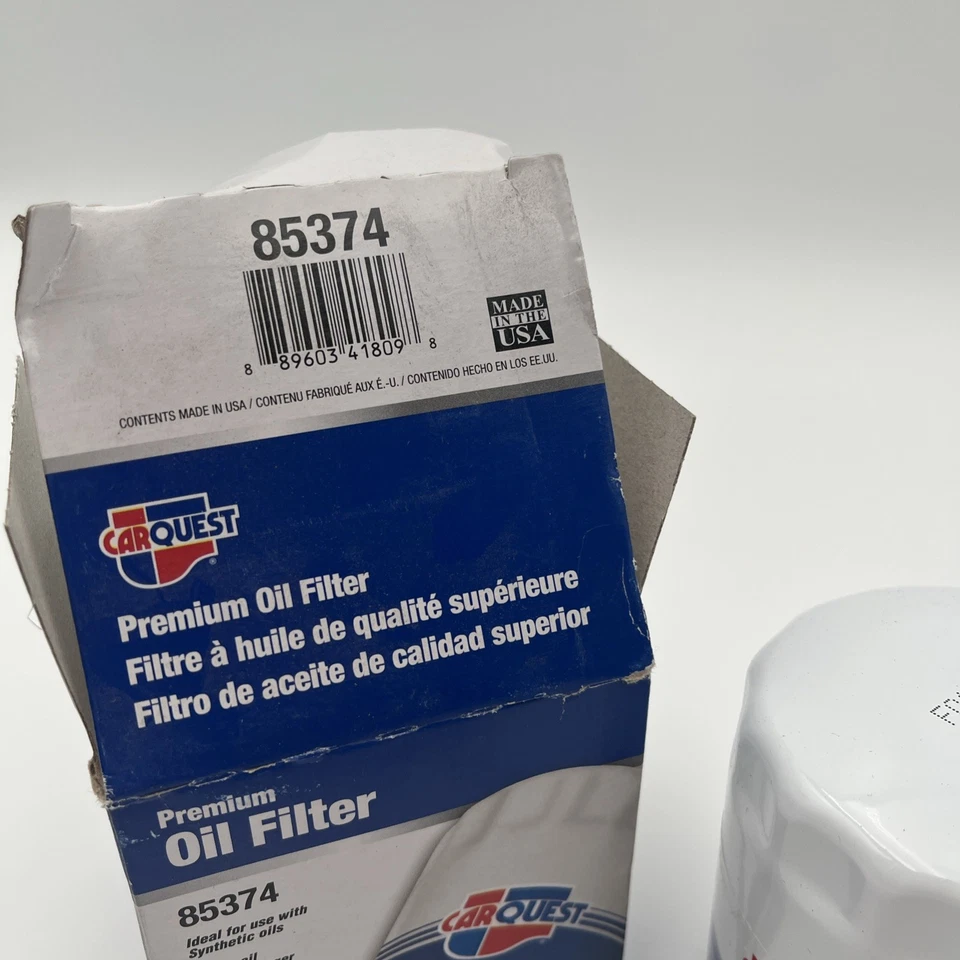 85374
8 89603 41809 8
MADE
IN THE
USA
CONTENTS MADE IN USA / CONTENU FABRIQUÉ AUX É.-U. / CONTENIDO HECHO EN LOS EE.UU.
CARQUEST
Premium Oil Filter
Filtre à huile de qualité supérieure
Filtro de aceite de calidad superior
Premium
Oil Filter
85374
Ideal for use with
Synthetic oils
CARQUEST